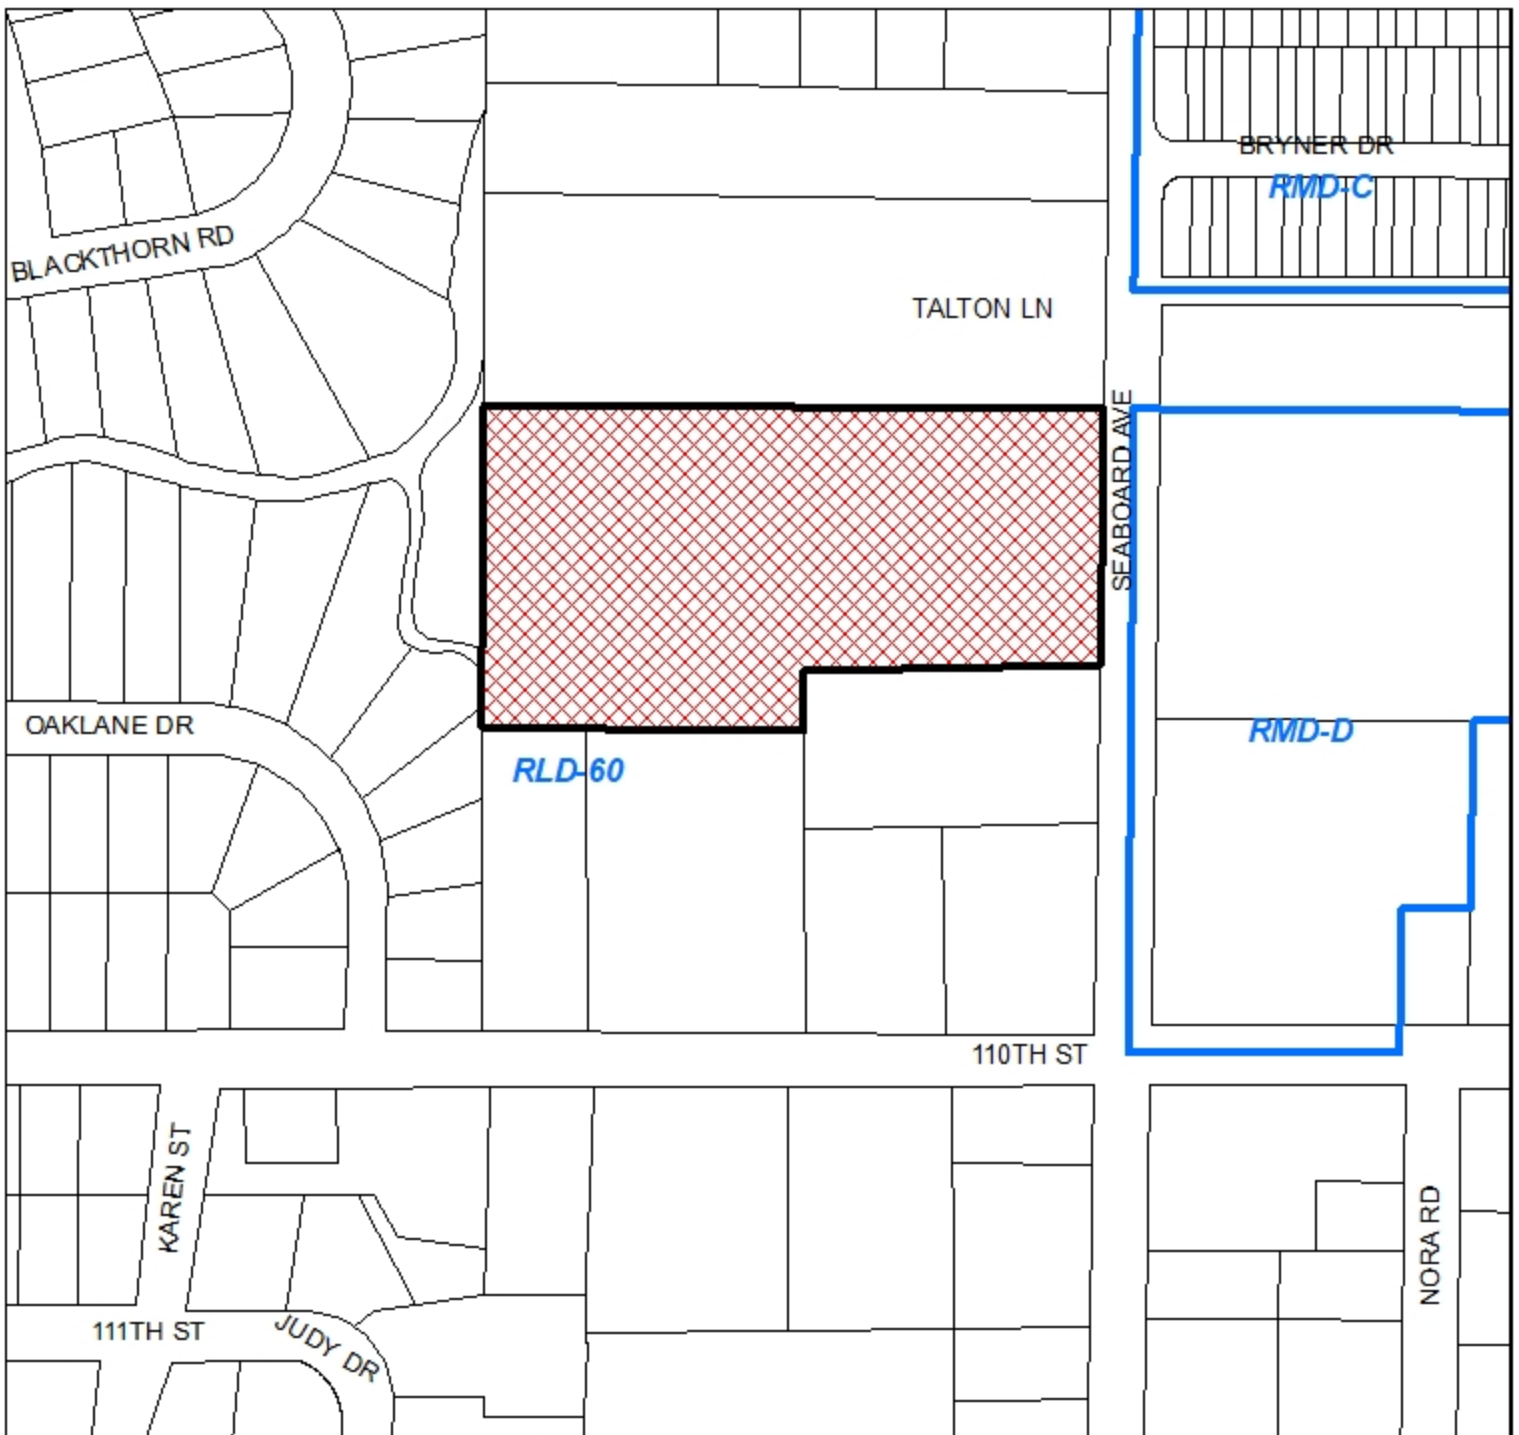 BRYNER DR
RMD-C
BLACKTHORN RD
TALTON LN
SEABOARD AVE
OAKLANE DR
RMD-D
RLD-60
110TH ST
KAREN ST
NORA RD
111TH ST
JUDY DR